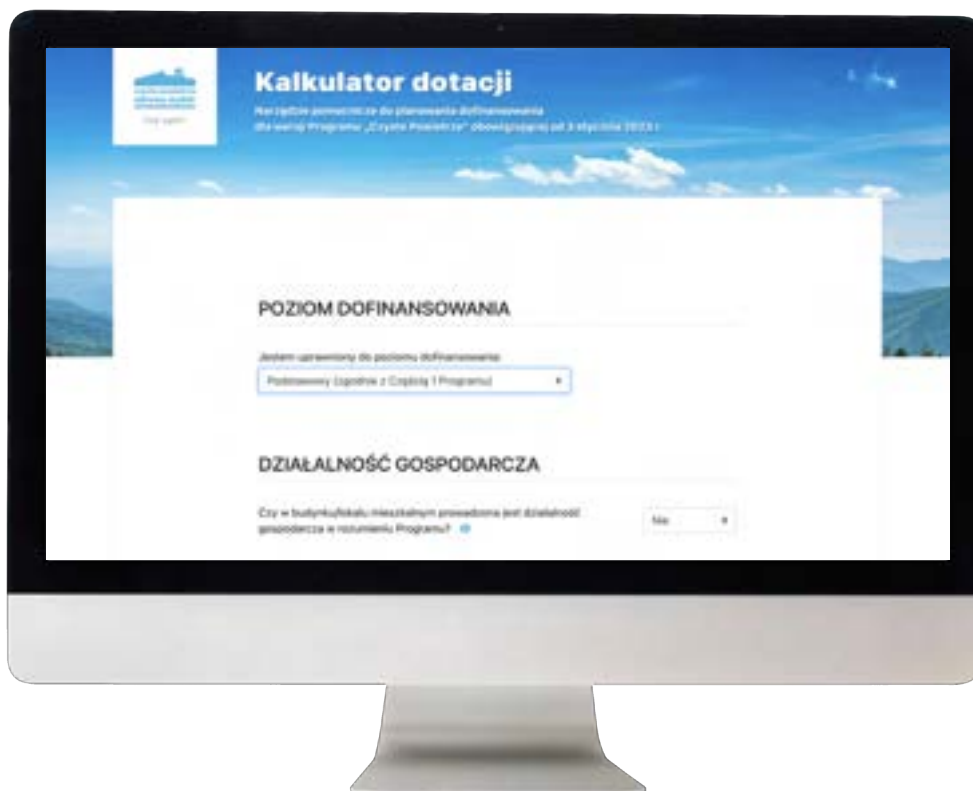 Kalkulator dotacji
Narzędzie pomocnicze do planowania dofinansowania
dla wersji Programu „Czyste Powietrze” obowiązującej od 3 stycznia 2023 r.
POZIOM DOFINANSOWANIA
Jestem uprawniony do poziomu dofinansowania:
Podstawowy (zgodnie z Częścią 1 Programu)
DZIAŁALNOŚĆ GOSPODARCZA
Czy w budynku/lokalu mieszkalnym prowadzona jest działalność
gospodarcza w rozumieniu Programu?
Nie